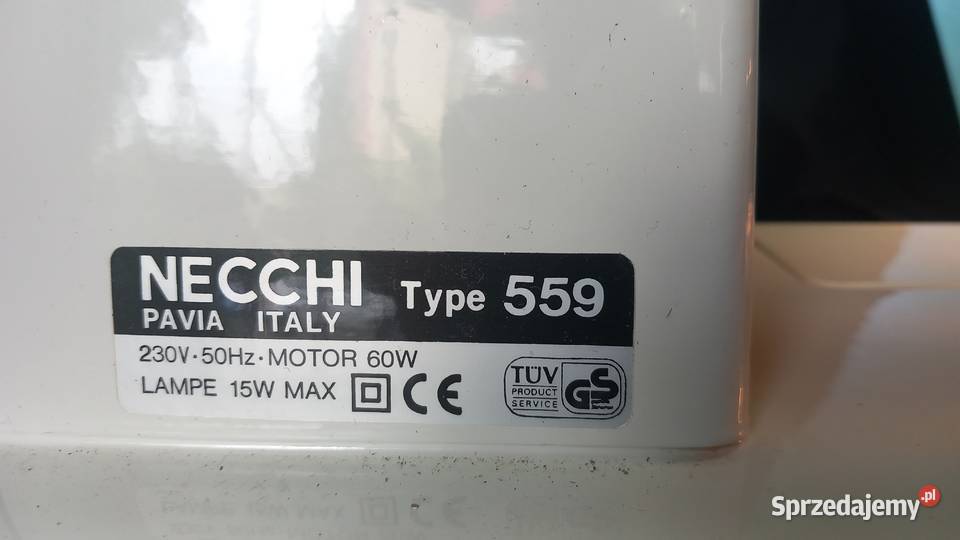 NECCHI Type 559
PAVIA ITALY
230V·50Hz·MOTOR 60W
LAMPE 15W MAX CE
TÜV
PRODUCT
SERVICE
GS
Sprzedajemy.pl